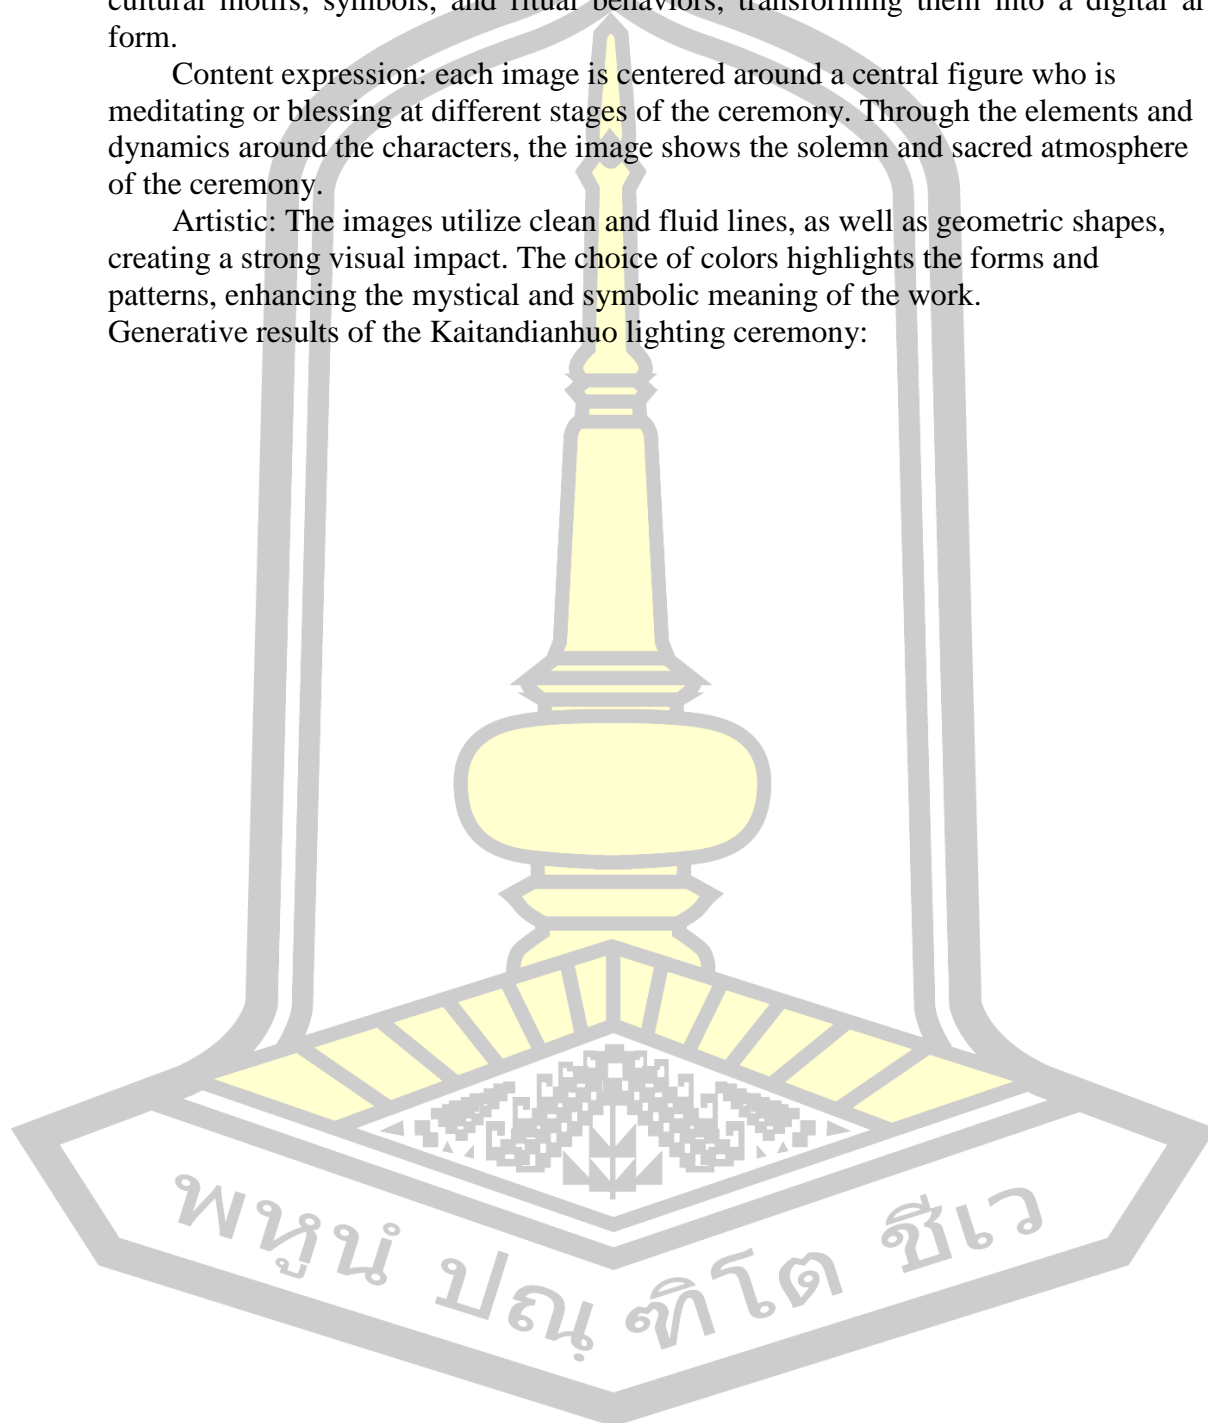 cultural motifs, symbols, and ritual behaviors, transforming them into a digital ar
form.
Content expression: each image is centered around a central figure who is
meditating or blessing at different stages of the ceremony. Through the elements and
dynamics around the characters, the image shows the solemn and sacred atmosphere
of the ceremony.
Artistic: The images utilize clean and fluid lines, as well as geometric shapes,
creating a strong visual impact. The choice of colors highlights the forms and
patterns, enhancing the mystical and symbolic meaning of the work.
Generative results of the Kaitandianhuo lighting ceremony:
พหูนํ ปณฺ ฑิโต ชีเว